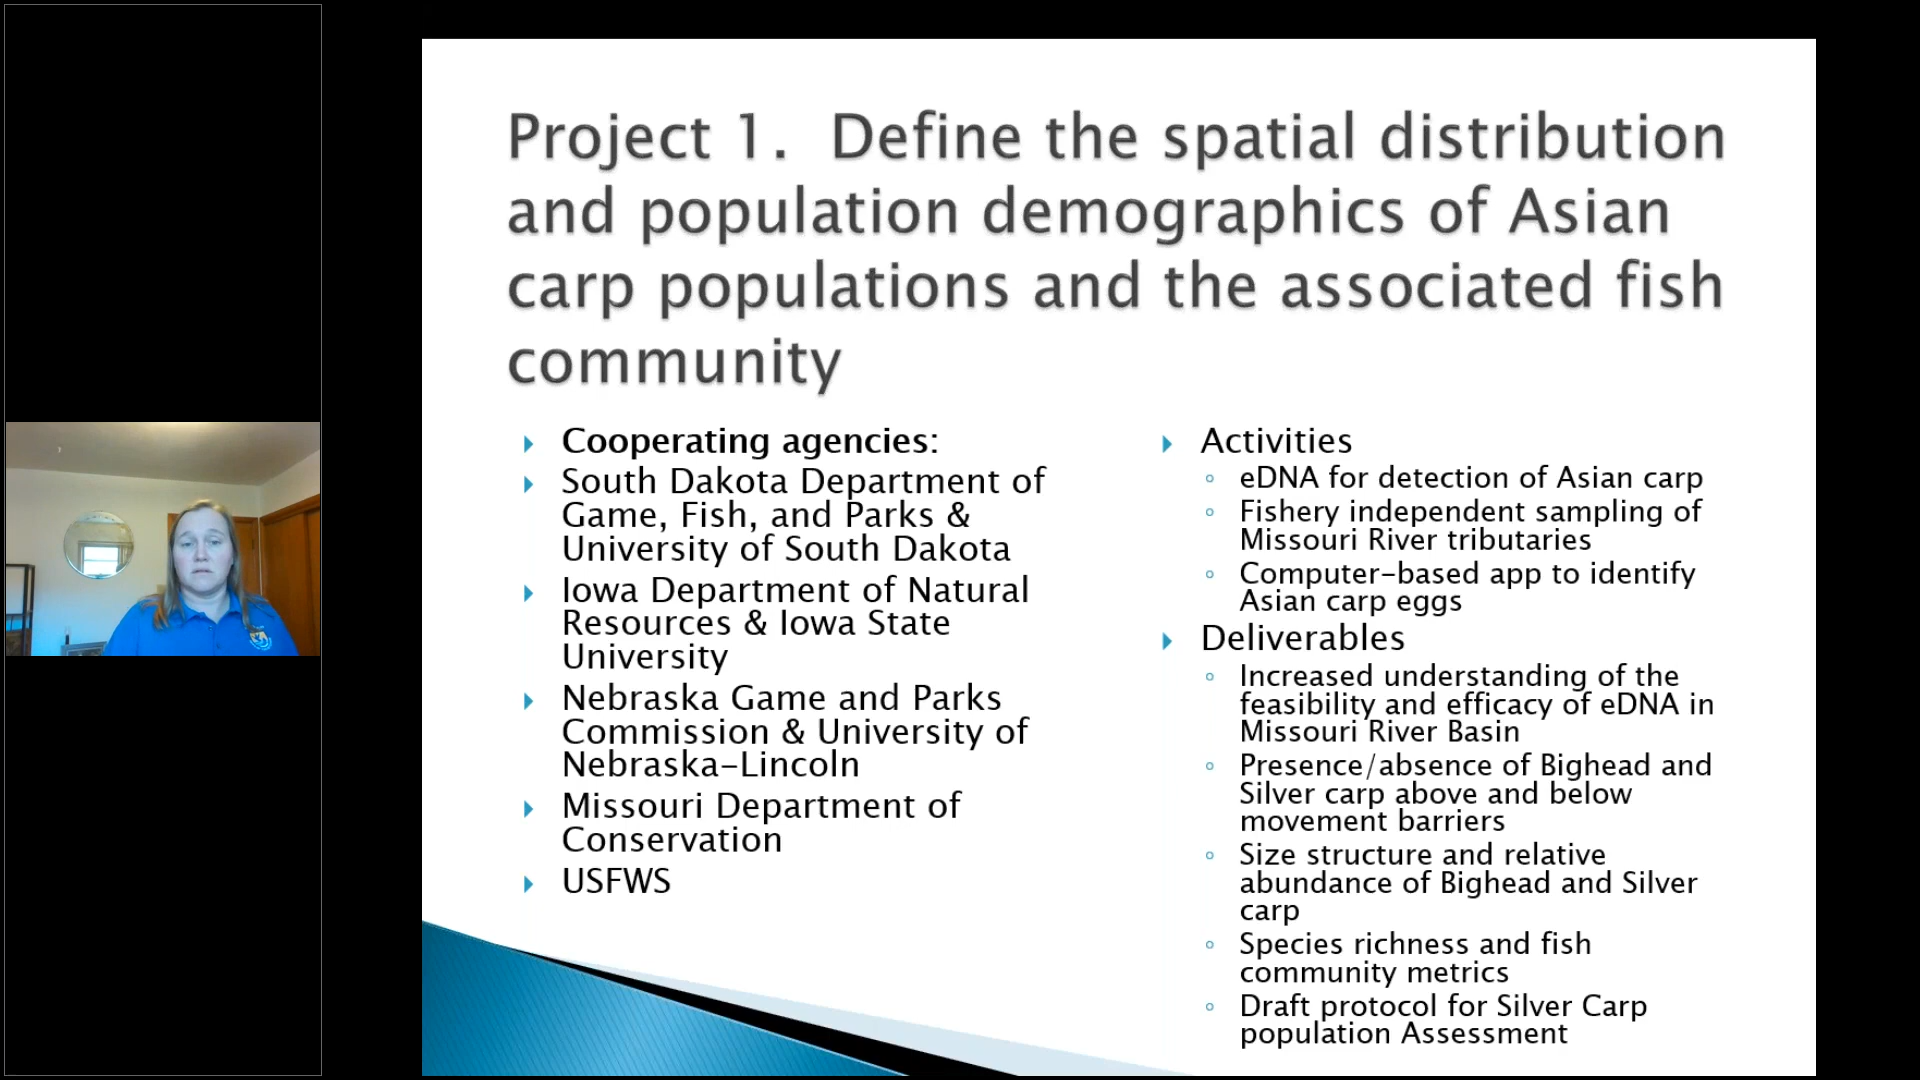 Project 1.  Define the spatial distribution
and population demographics of Asian
carp populations and the associated fish
community
Cooperating agencies:
South Dakota Department of
Game, Fish, and Parks &
University of South Dakota
Iowa Department of Natural
Resources & Iowa State
University
Nebraska Game and Parks
Commission & University of
Nebraska-Lincoln
Missouri Department of
Conservation
USFWS
Activities
eDNA for detection of Asian carp
Fishery independent sampling of
Missouri River tributaries
Computer-based app to identify
Asian carp eggs
Deliverables
Increased understanding of the
feasibility and efficacy of eDNA in
Missouri River Basin
Presence/absence of Bighead and
Silver carp above and below
movement barriers
Size structure and relative
abundance of Bighead and Silver
carp
Species richness and fish
community metrics
Draft protocol for Silver Carp
population Assessment